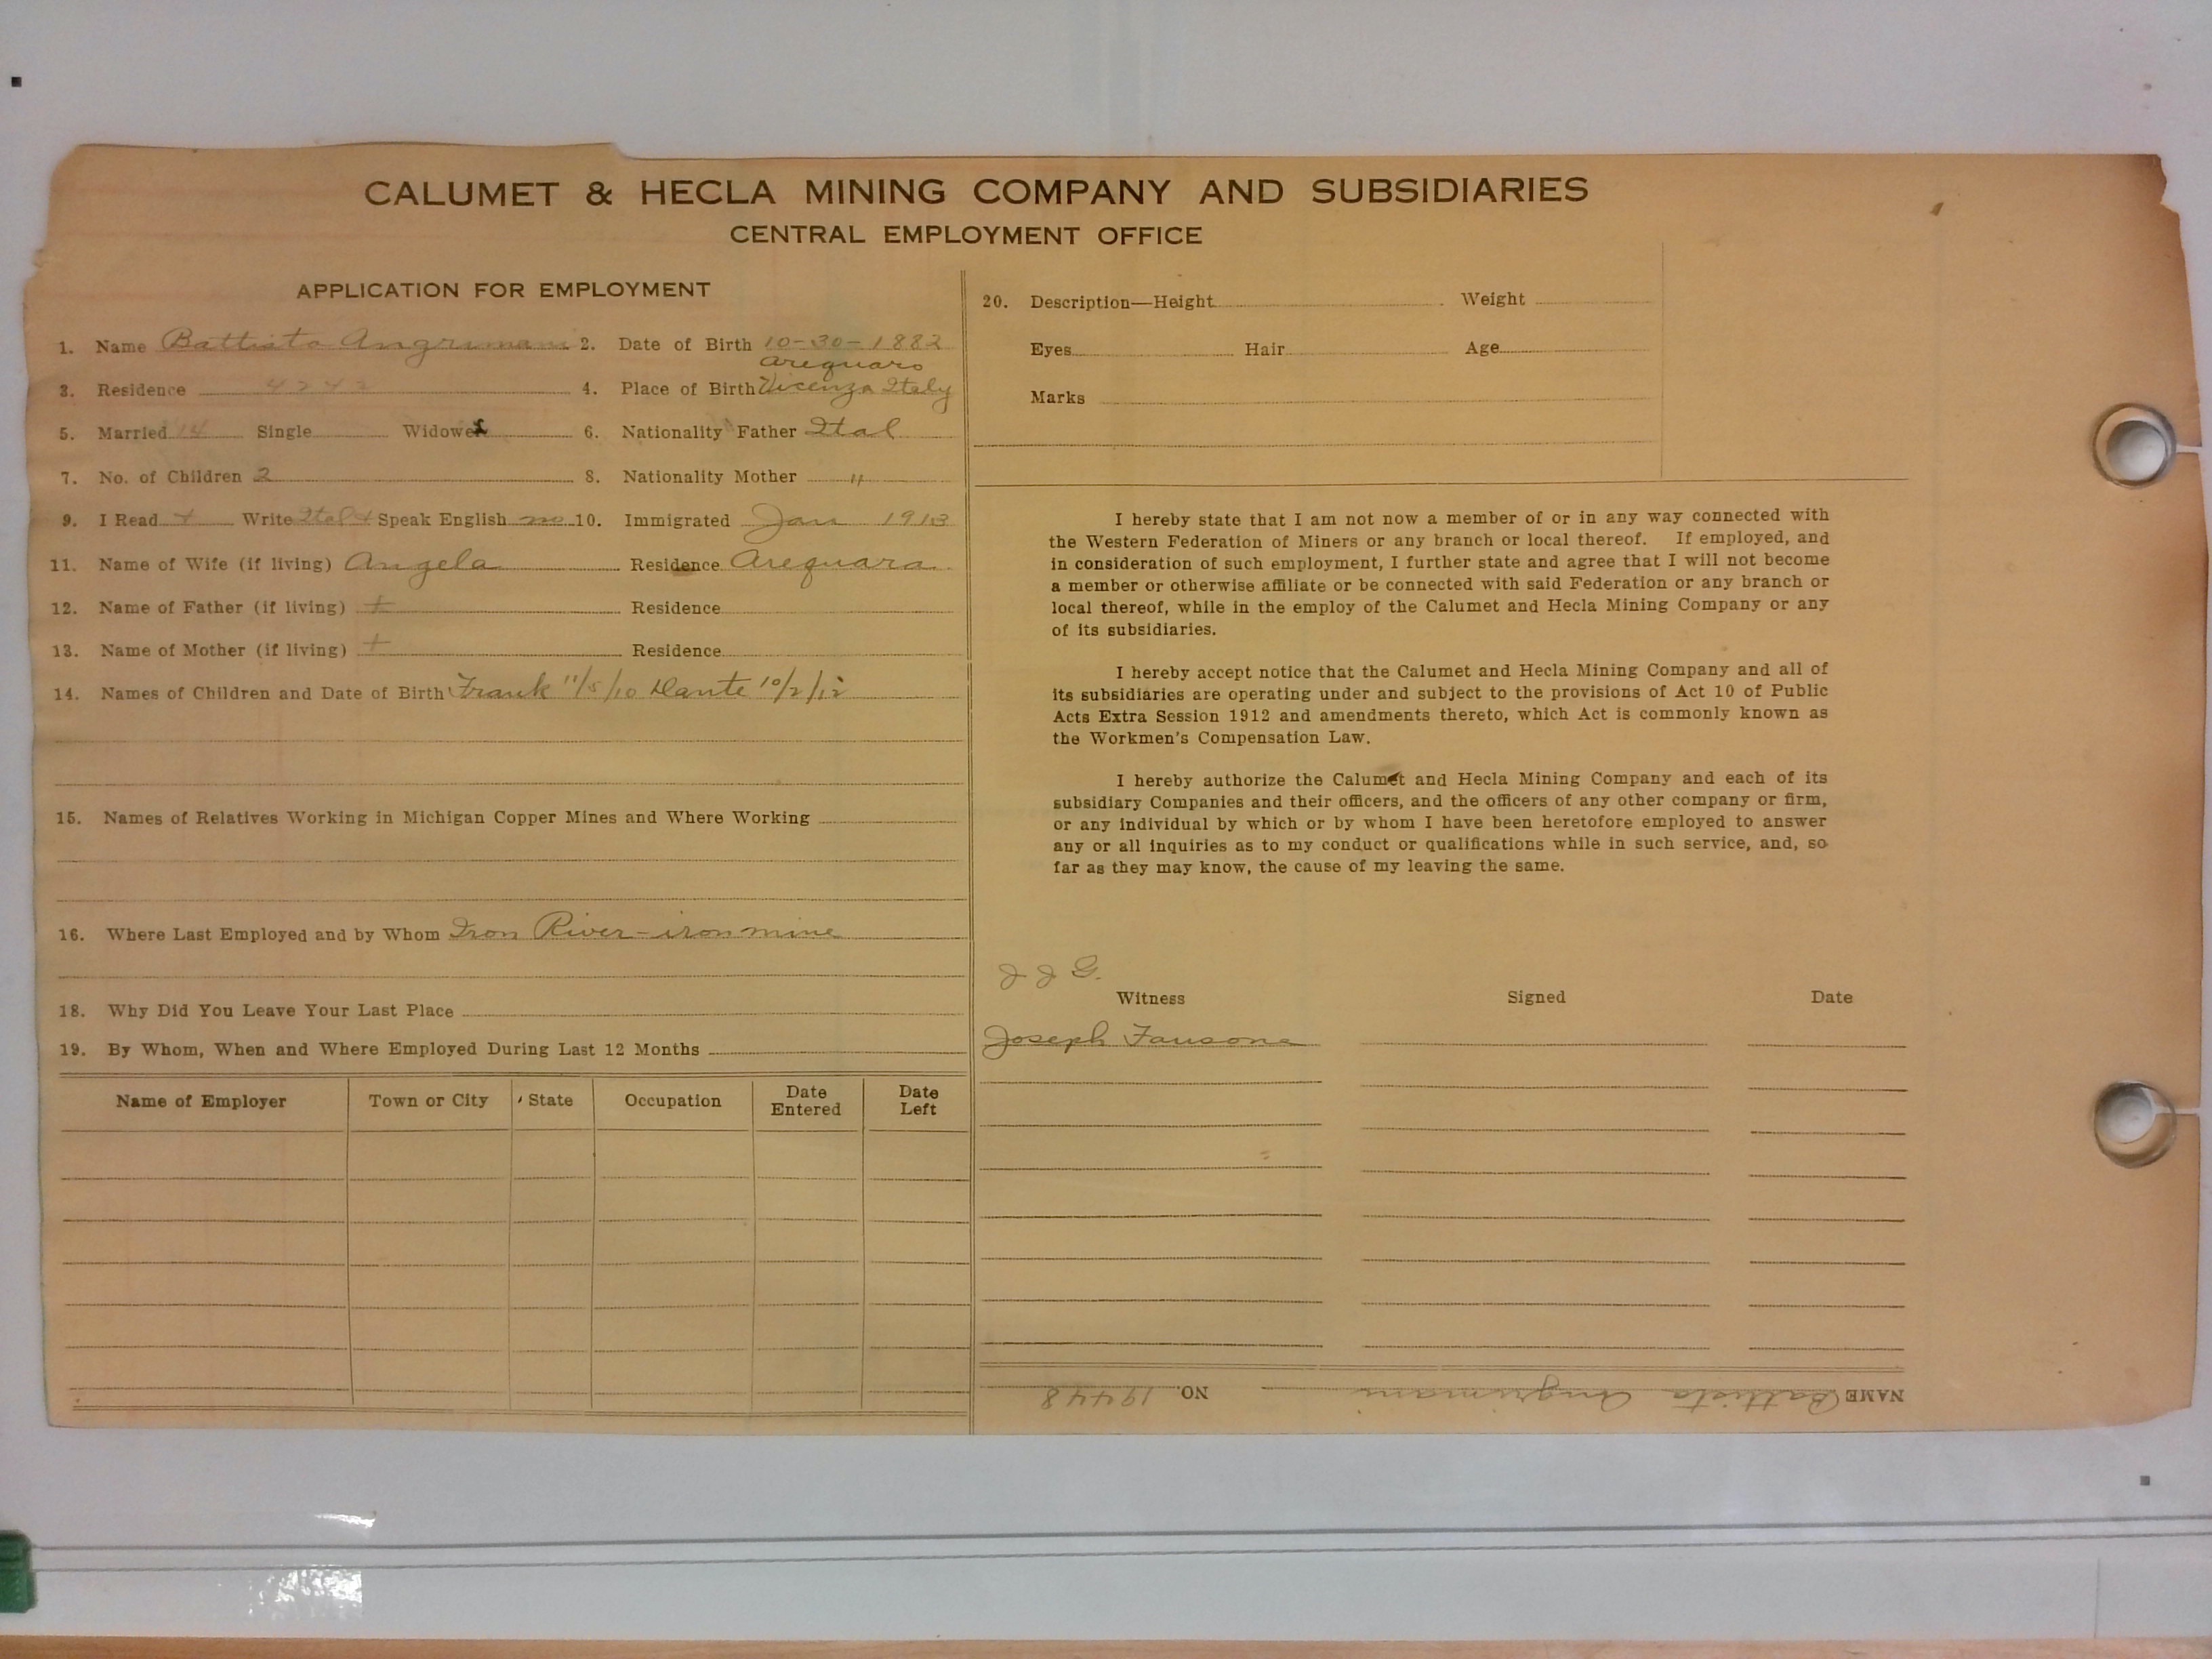 CALUMET & HECLA MINING COMPANY AND SUBSIDIARIES
CENTRAL EMPLOYMENT OFFICE
APPLICATION FOR EMPLOYMENT
1. Name Battista Angrimani 2. Date of Birth 10-30-1882
Arequaro
3. Residence 4242 4. Place of Birth Vicenza Italy
5. Married 14 Single Widower 6. Nationality Father Ital
7. No. of Children 2 8. Nationality Mother "
9. I Read + Write Ital + Speak English no 10. Immigrated Jan 1913
11. Name of Wife (if living) Angela Residence Arequara
12. Name of Father (if living) + Residence
13. Name of Mother (if living) + Residence
14. Names of Children and Date of Birth Frank 11/5/10 Dante 10/2/12
15. Names of Relatives Working in Michigan Copper Mines and Where Working
16. Where Last Employed and by Whom Iron River - iron mine
18. Why Did You Leave Your Last Place
19. By Whom, When and Where Employed During Last 12 Months
Name of Employer Town or City State Occupation Date Entered Date Left
20. Description—Height Weight
Eyes Hair Age
Marks
I hereby state that I am not now a member of or in any way connected with
the Western Federation of Miners or any branch or local thereof. If employed, and
in consideration of such employment, I further state and agree that I will not become
a member or otherwise affiliate or be connected with said Federation or any branch or
local thereof, while in the employ of the Calumet and Hecla Mining Company or any
of its subsidiaries.
I hereby accept notice that the Calumet and Hecla Mining Company and all of
its subsidiaries are operating under and subject to the provisions of Act 10 of Public
Acts Extra Session 1912 and amendments thereto, which Act is commonly known as
the Workmen's Compensation Law.
I hereby authorize the Calumet and Hecla Mining Company and each of its
subsidiary Companies and their officers, and the officers of any other company or firm,
or any individual by which or by whom I have been heretofore employed to answer
any or all inquiries as to my conduct or qualifications while in such service, and, so
far as they may know, the cause of my leaving the same.
J J G.
Witness Signed Date
Joseph Fausone
NAME Battista Angrimani NO. 19448